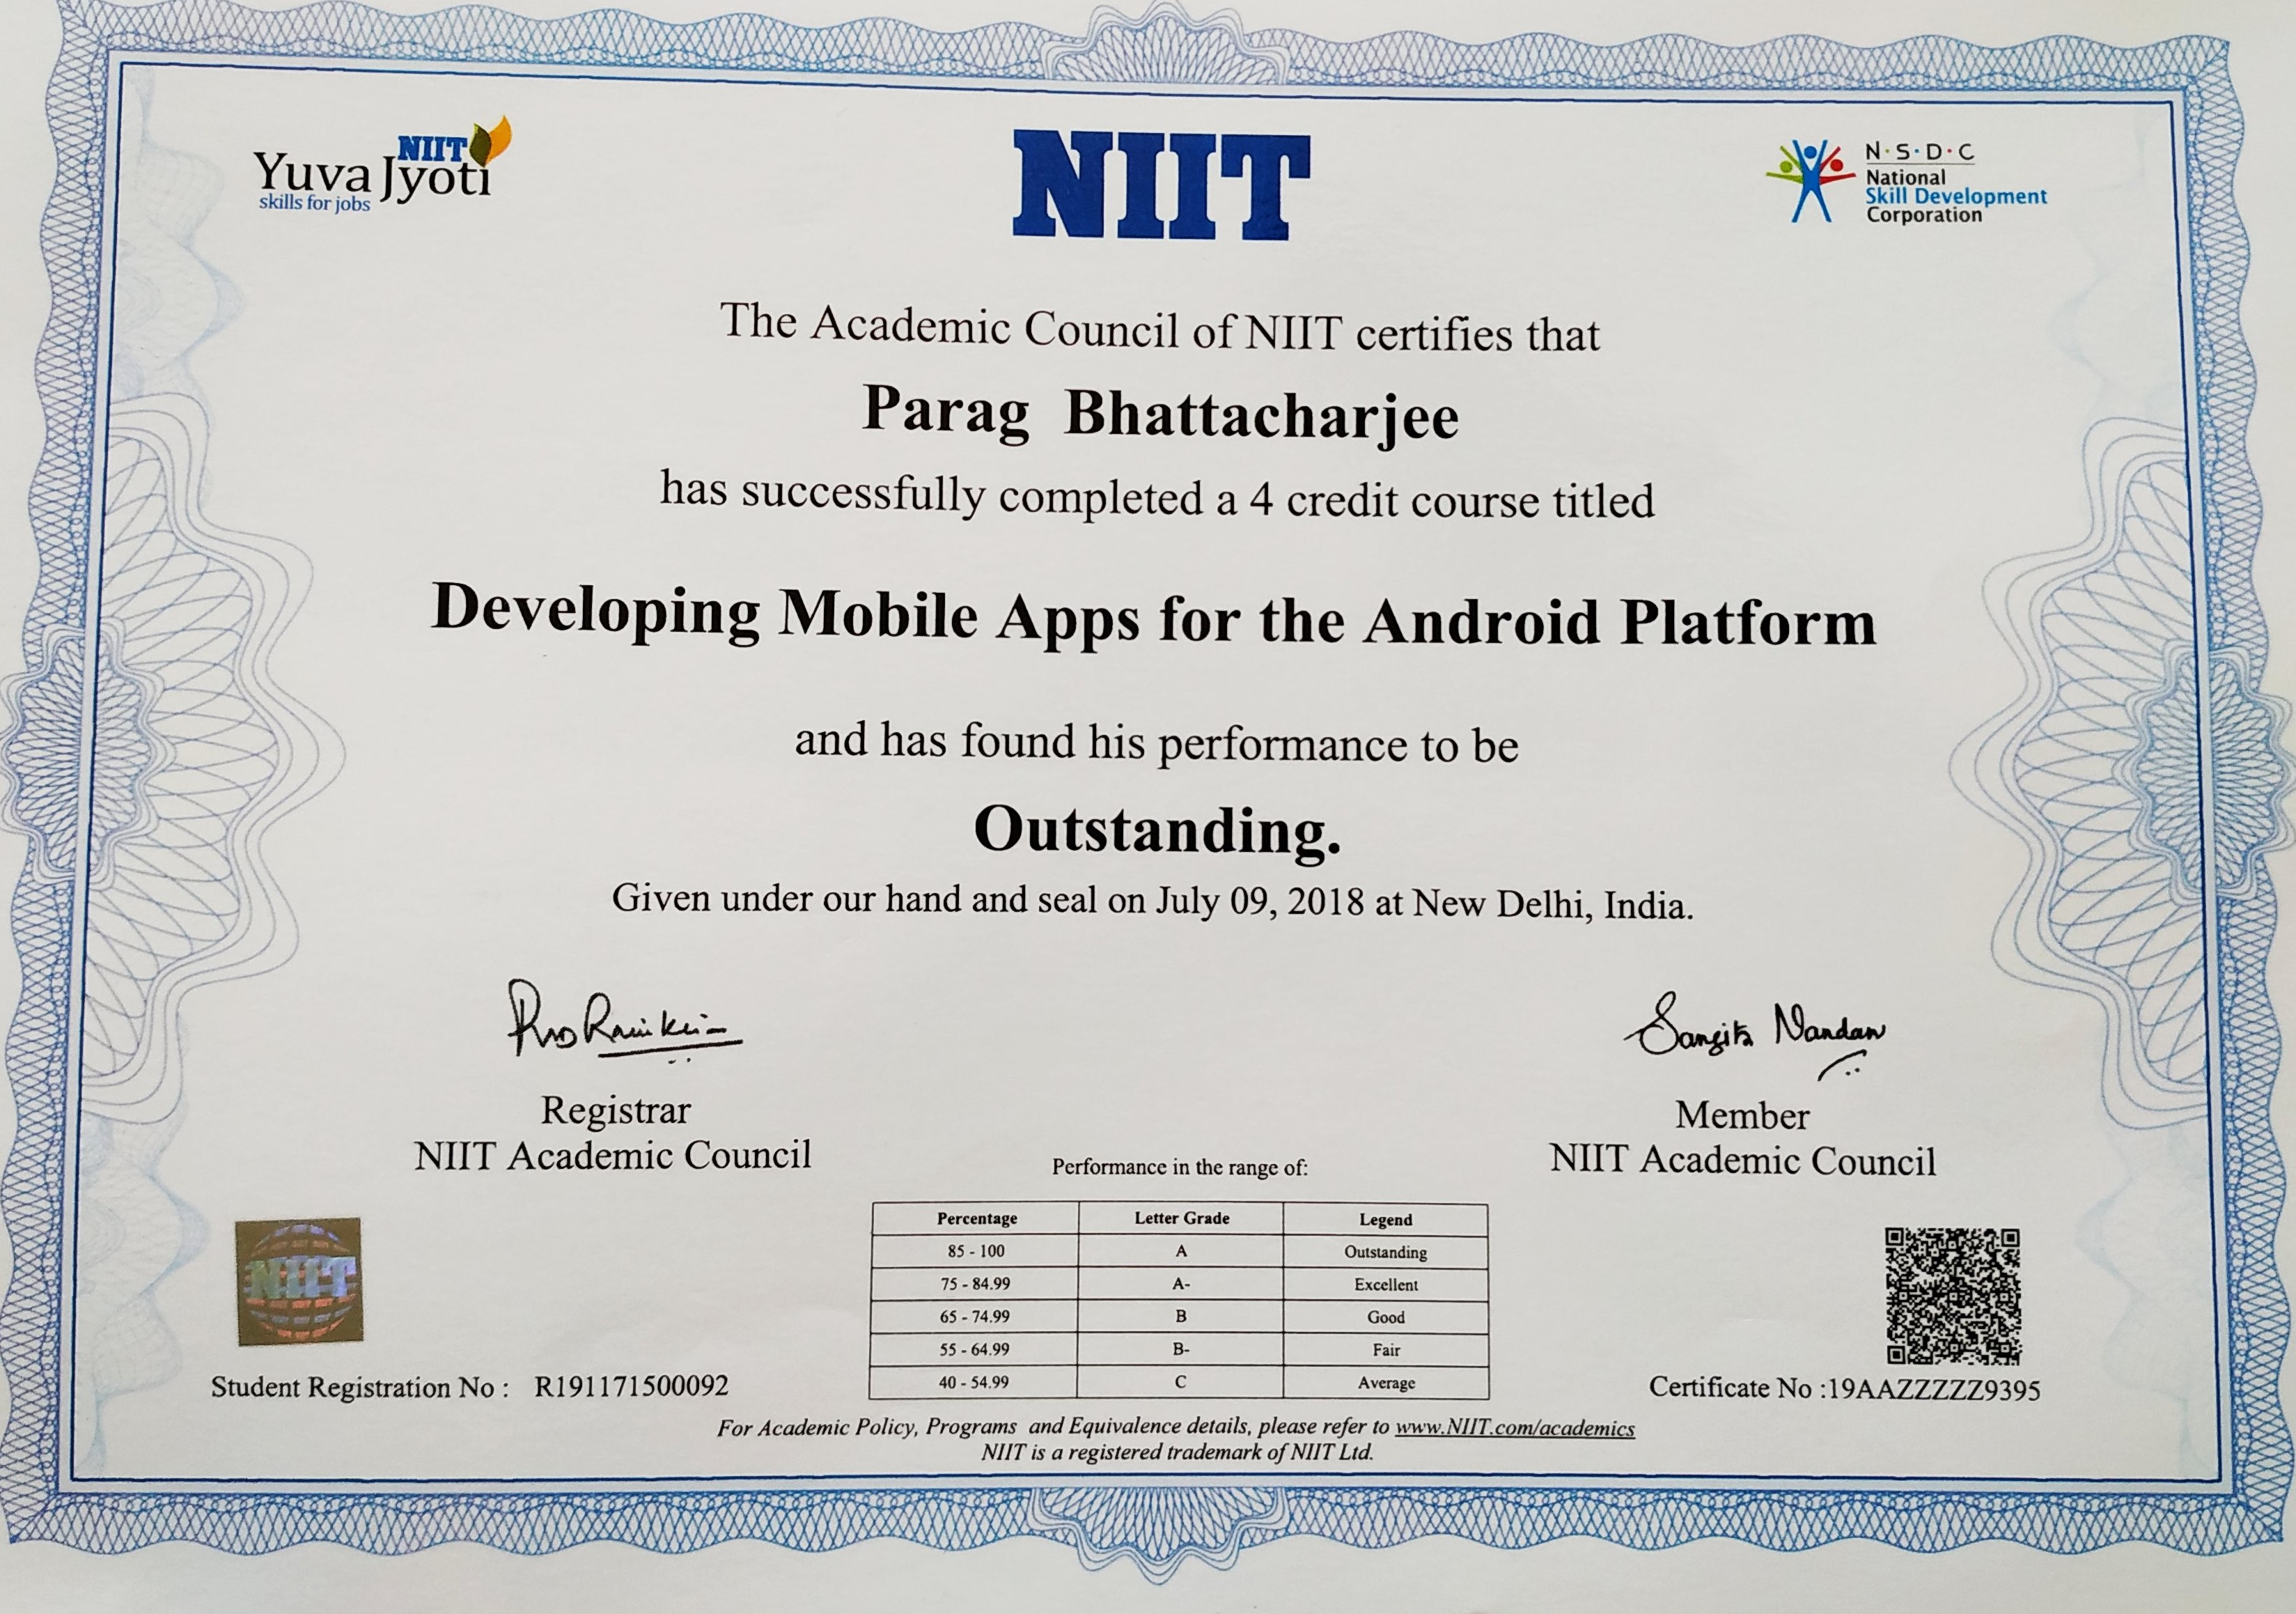 NIIT
Yuva Jyoti
skills for jobs
NIIT
N·S·D·C
National
Skill Development
Corporation
The Academic Council of NIIT certifies that
Parag Bhattacharjee
has successfully completed a 4 credit course titled
Developing Mobile Apps for the Android Platform
and has found his performance to be
Outstanding.
Given under our hand and seal on July 09, 2018 at New Delhi, India.
Sangita Nandan
Registrar
NIIT Academic Council
Member
NIIT Academic Council
Performance in the range of:
Percentage Letter Grade Legend
85 - 100 A Outstanding
75 - 84.99 A- Excellent
65 - 74.99 B Good
55 - 64.99 B- Fair
40 - 54.99 C Average
NIIT
Student Registration No : R191171500092
Certificate No :19AAZZZZZ9395
For Academic Policy, Programs and Equivalence details, please refer to www.NIIT.com/academics
NIIT is a registered trademark of NIIT Ltd.